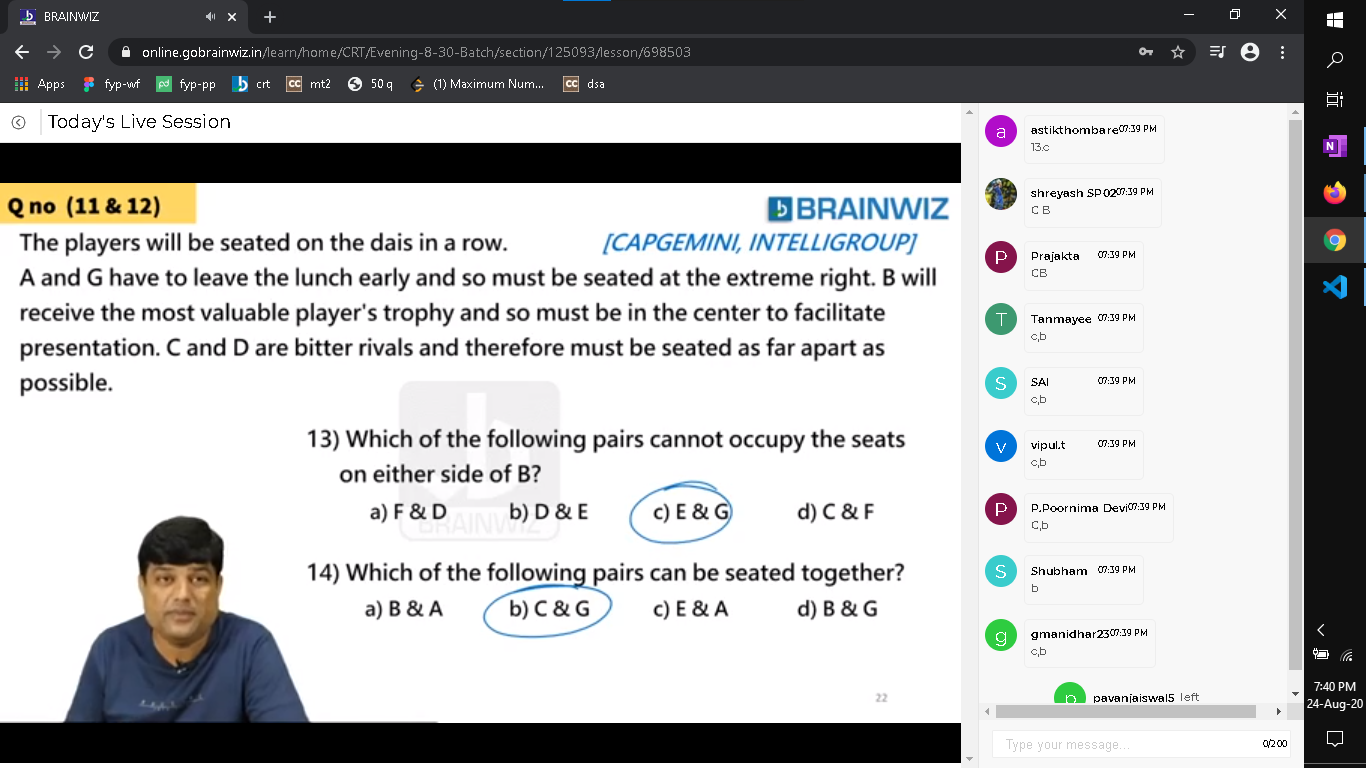 BRAINWIZ
online.gobrainwiz.in/learn/home/CRT/Evening-8-30-Batch/section/125093/lesson/698503
Apps fyp-wf fyp-pp crt CC mt2 50 q (1) Maximum Num... CC dsa
Today's Live Session
Q no (11 & 12)
BRAINWIZ
The players will be seated on the dais in a row. [CAPGEMINI, INTELLIGROUP]
A and G have to leave the lunch early and so must be seated at the extreme right. B will
receive the most valuable player's trophy and so must be in the center to facilitate
presentation. C and D are bitter rivals and therefore must be seated as far apart as
possible.
13) Which of the following pairs cannot occupy the seats
on either side of B?
a) F & D b) D & E c) E & G d) C & F
BRAINWIZ
14) Which of the following pairs can be seated together?
a) B & A b) C & G c) E & A d) B & G
22
a astikthombare 07:39 PM
13.c
shreyash SP02 07:39 PM
C B
P Prajakta 07:39 PM
CB
T Tanmayee 07:39 PM
c,b
S SAI 07:39 PM
c,b
v vipul.t 07:39 PM
c,b
P P.Poornima Devi 07:39 PM
C,b
S Shubham 07:39 PM
b
g gmanidhar23 07:39 PM
c,b
p pavanjaiswal5 left
Type your message... 0/200
N
7:40 PM
24-Aug-20